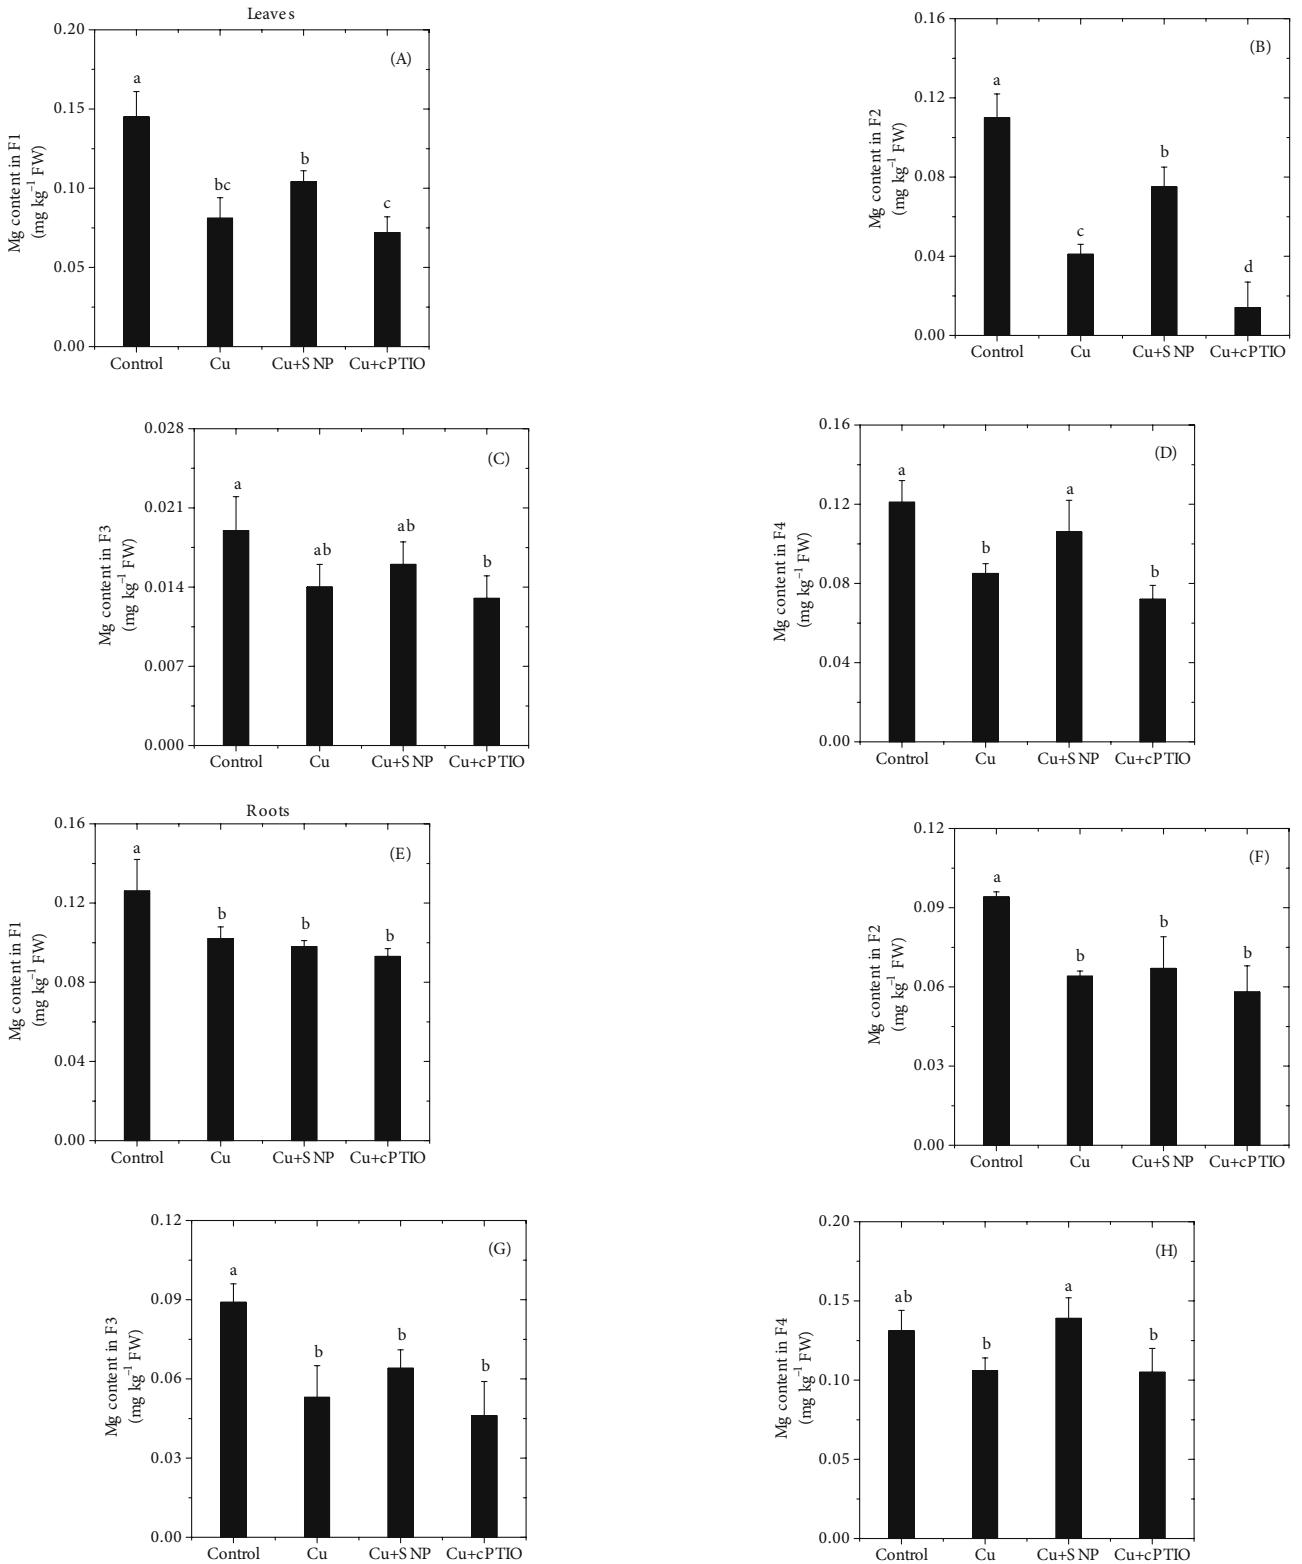 Leaves
(A)
Mg content in F1
(mg kg⁻¹ FW)
0.20
0.15
0.10
0.05
0.00
a
bc
b
c
Control Cu Cu+SNP Cu+cPTIO
(B)
Mg content in F2
(mg kg⁻¹ FW)
0.16
0.12
0.08
0.04
0.00
a
c
b
d
Control Cu Cu+SNP Cu+cPTIO
(C)
Mg content in F3
(mg kg⁻¹ FW)
0.028
0.021
0.014
0.007
0.000
a
ab
ab
b
Control Cu Cu+SNP Cu+cPTIO
(D)
Mg content in F4
(mg kg⁻¹ FW)
0.16
0.12
0.08
0.04
0.00
a
b
a
b
Control Cu Cu+SNP Cu+cPTIO
Roots
(E)
Mg content in F1
(mg kg⁻¹ FW)
0.16
0.12
0.08
0.04
0.00
a
b
b
b
Control Cu Cu+SNP Cu+cPTIO
(F)
Mg content in F2
(mg kg⁻¹ FW)
0.12
0.09
0.06
0.03
0.00
a
b
b
b
Control Cu Cu+SNP Cu+cPTIO
(G)
Mg content in F3
(mg kg⁻¹ FW)
0.12
0.09
0.06
0.03
0.00
a
b
b
b
Control Cu Cu+SNP Cu+cPTIO
(H)
Mg content in F4
(mg kg⁻¹ FW)
0.20
0.15
0.10
0.05
0.00
ab
b
a
b
Control Cu Cu+SNP Cu+cPTIO